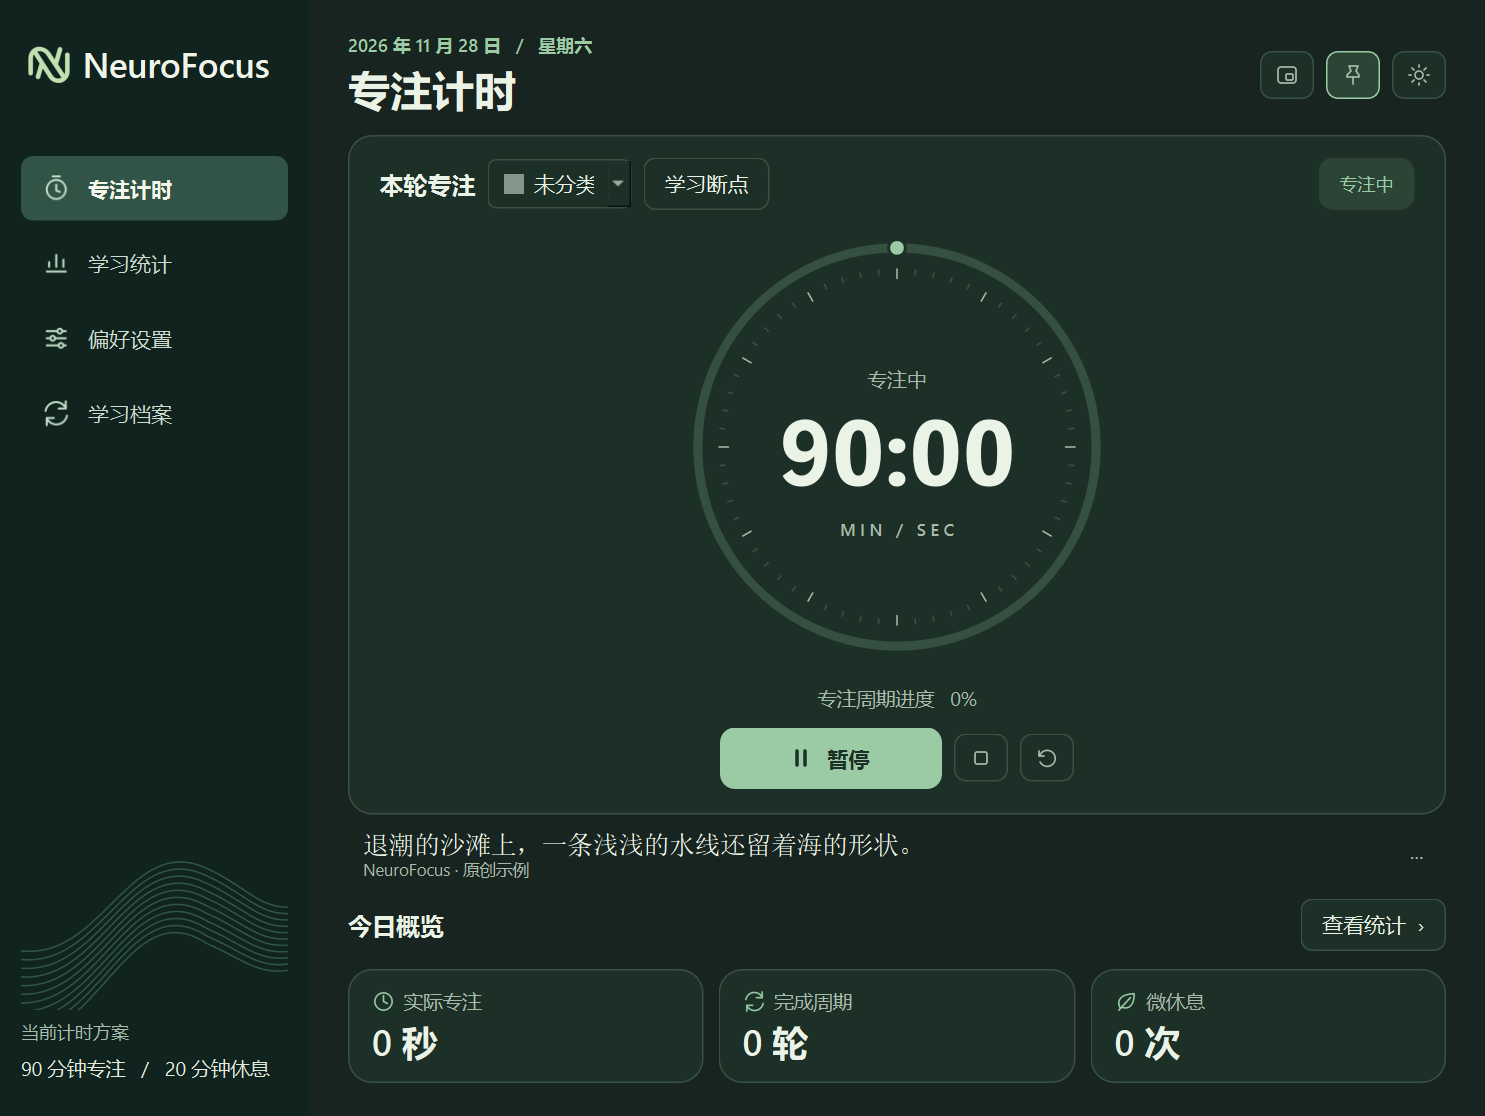 NeuroFocus
专注计时
学习统计
偏好设置
学习档案
当前计时方案
90 分钟专注 / 20 分钟休息
2026 年 11 月 28 日 / 星期六
专注计时
本轮专注 未分类 学习断点 专注中
专注中
90:00
MIN / SEC
专注周期进度 0%
暂停
退潮的沙滩上，一条浅浅的水线还留着海的形状。
NeuroFocus · 原创示例
...
今日概览 查看统计 ›
实际专注 完成周期 微休息
0 秒 0 轮 0 次